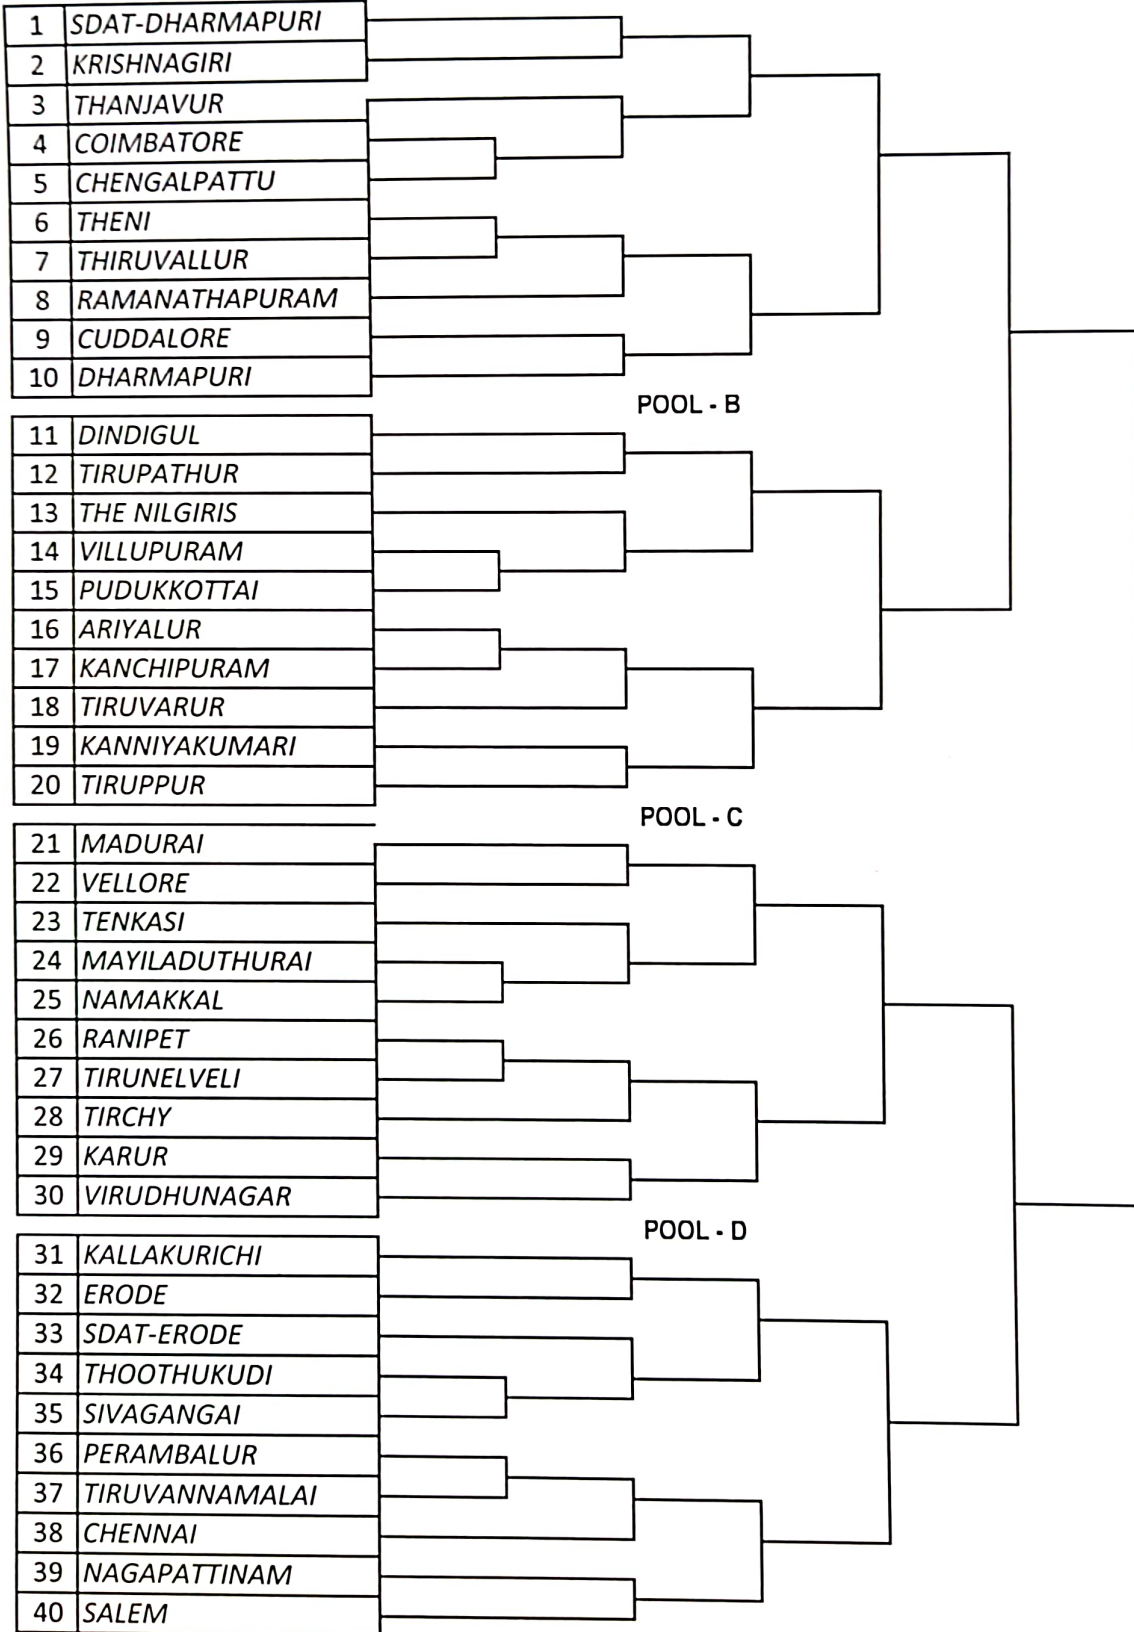 1 SDAT-DHARMAPURI
2 KRISHNAGIRI
3 THANJAVUR
4 COIMBATORE
5 CHENGALPATTU
6 THENI
7 THIRUVALLUR
8 RAMANATHAPURAM
9 CUDDALORE
10 DHARMAPURI
POOL - B
11 DINDIGUL
12 TIRUPATHUR
13 THE NILGIRIS
14 VILLUPURAM
15 PUDUKKOTTAI
16 ARIYALUR
17 KANCHIPURAM
18 TIRUVARUR
19 KANNIYAKUMARI
20 TIRUPPUR
POOL - C
21 MADURAI
22 VELLORE
23 TENKASI
24 MAYILADUTHURAI
25 NAMAKKAL
26 RANIPET
27 TIRUNELVELI
28 TIRCHY
29 KARUR
30 VIRUDHUNAGAR
POOL - D
31 KALLAKURICHI
32 ERODE
33 SDAT-ERODE
34 THOOTHUKUDI
35 SIVAGANGAI
36 PERAMBALUR
37 TIRUVANNAMALAI
38 CHENNAI
39 NAGAPATTINAM
40 SALEM